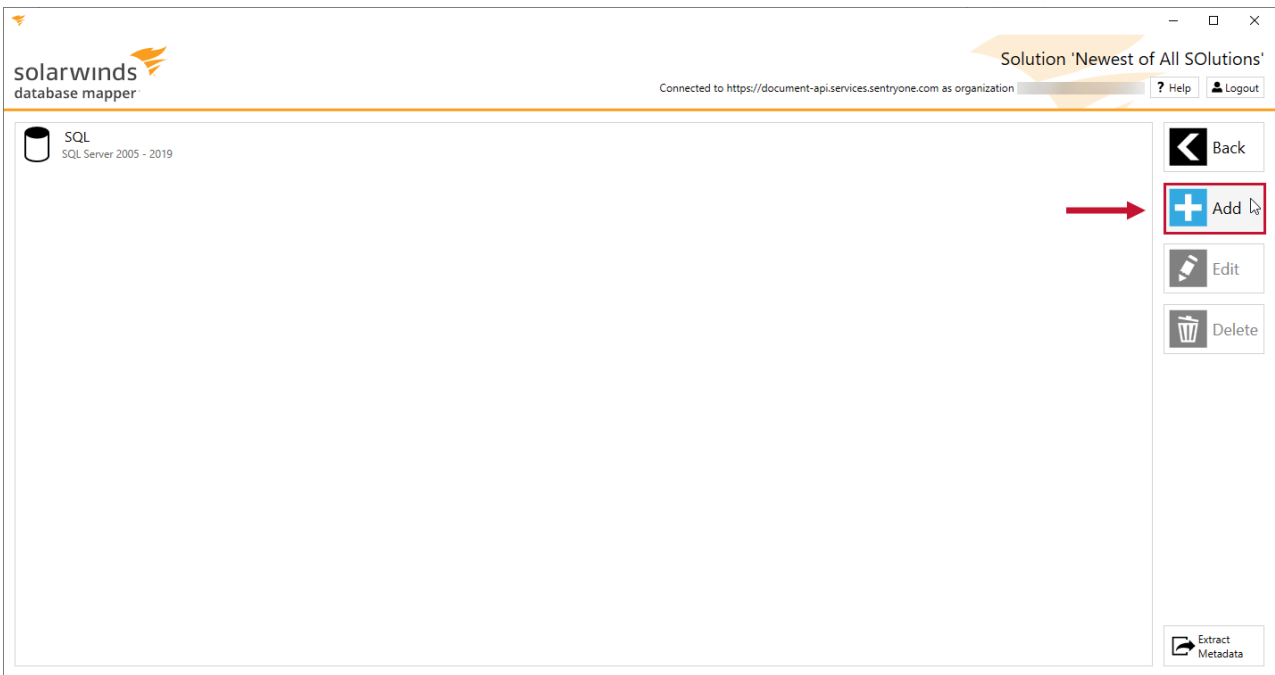 solarwinds
database mapper
Solution 'Newest of All SOlutions'
Connected to https://document-api.services.sentryone.com as organization
? Help
Logout
SQL
SQL Server 2005 - 2019
Back
Add
Edit
Delete
Extract
Metadata